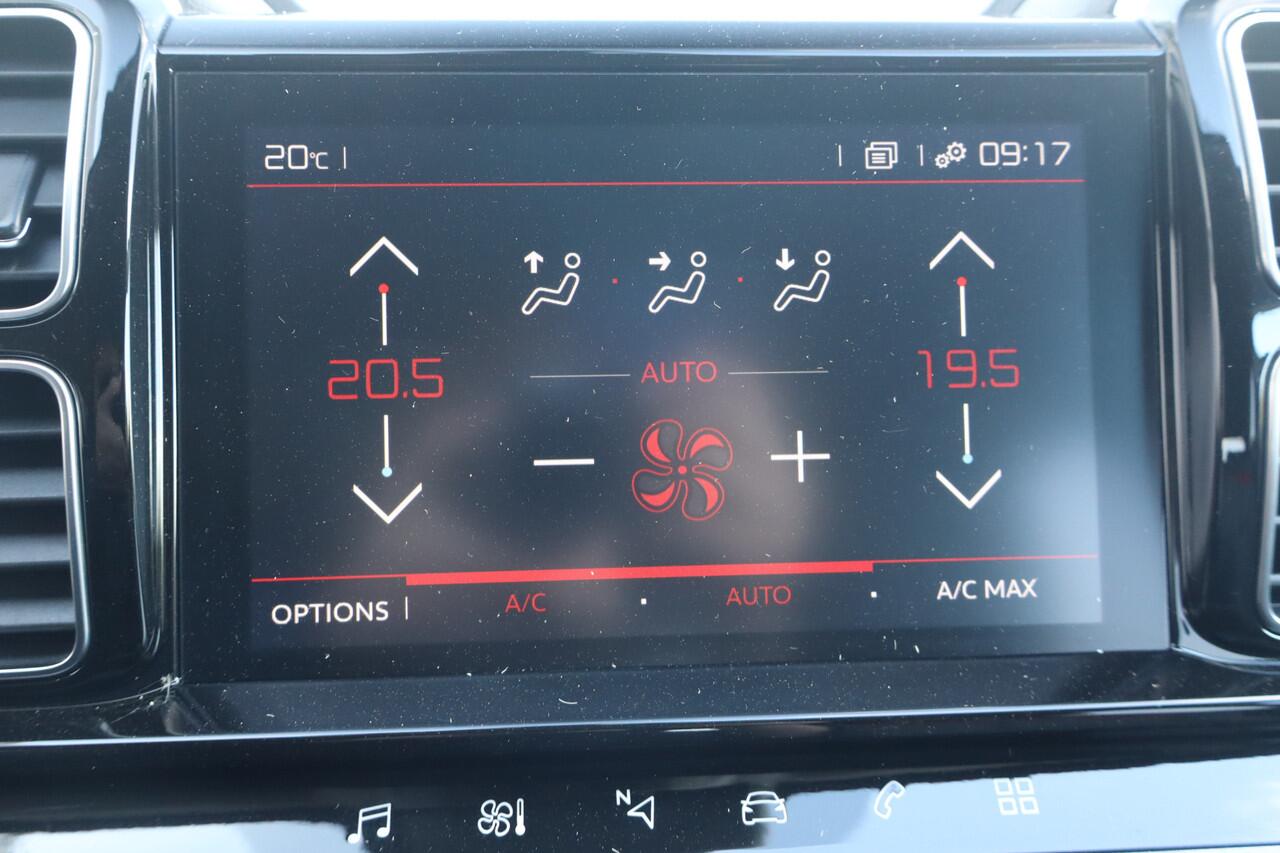 20°C | | | 09:17
20.5
AUTO
19.5
OPTIONS | A/C · AUTO · A/C MAX
N